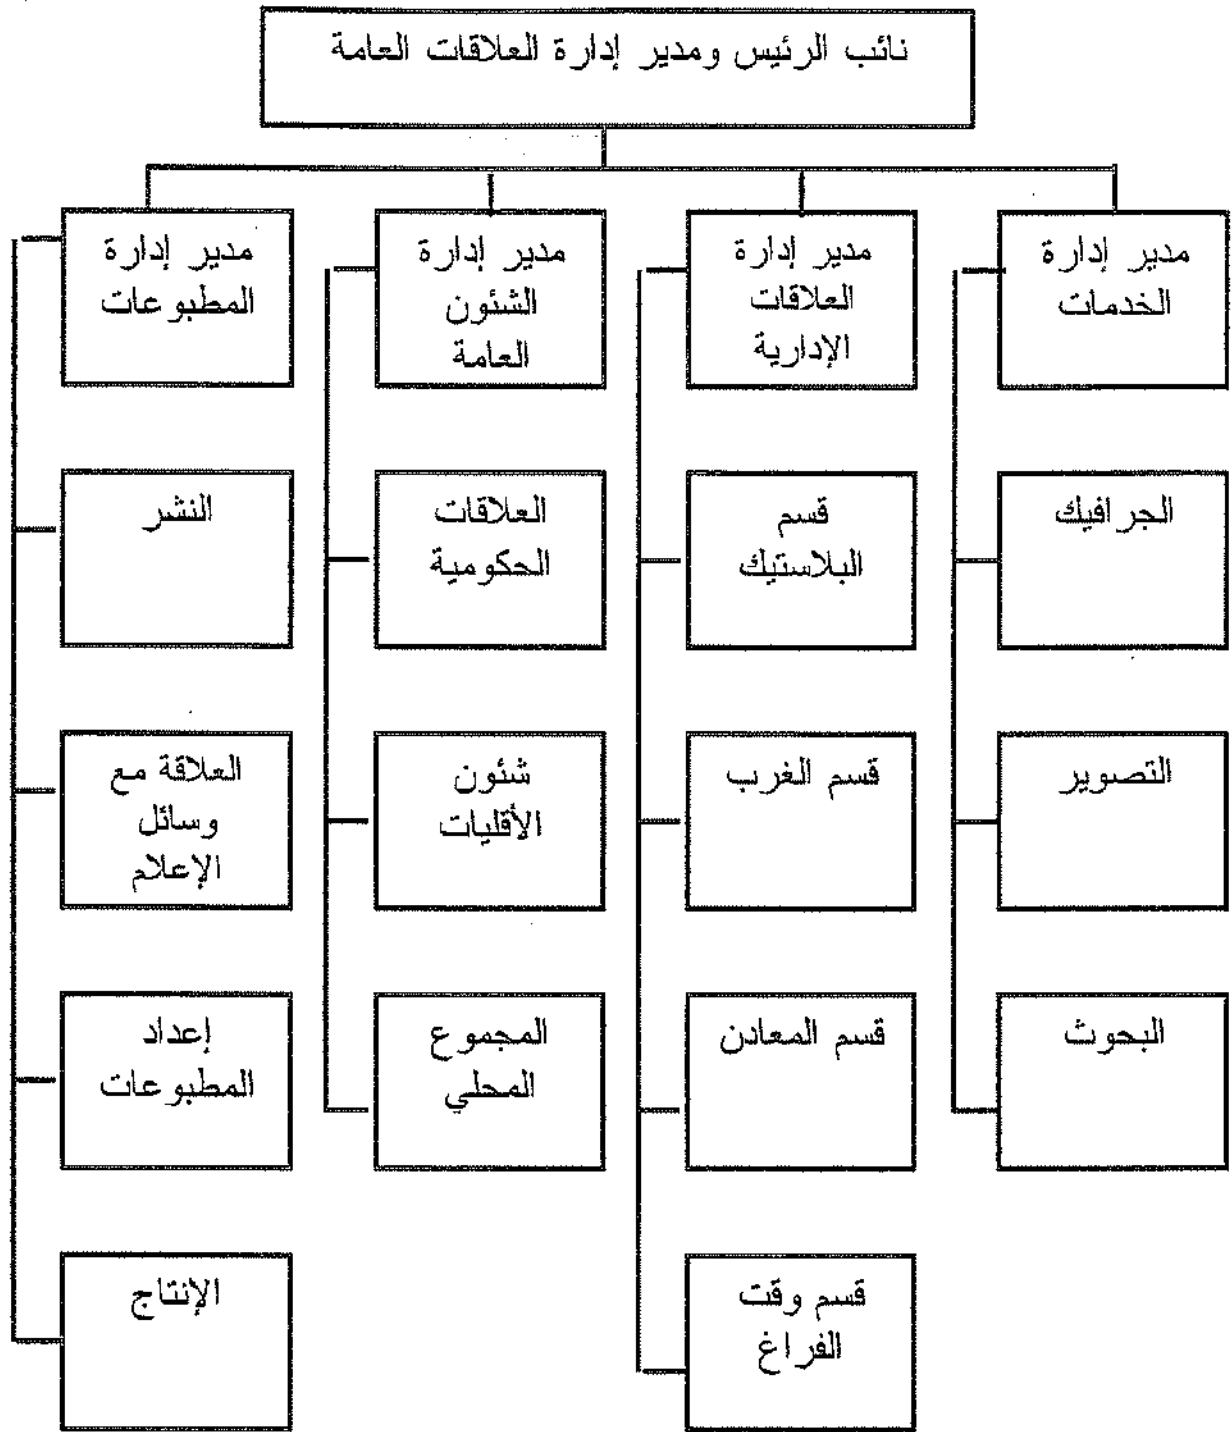 نائب الرئيس ومدير إدارة العلاقات العامة
مدير إدارة
الخدمات
مدير إدارة
العلاقات
الإدارية
مدير إدارة
الشئون
العامة
مدير إدارة
المطبوعات
الجرافيك
قسم
البلاستيك
العلاقات
الحكومية
النشر
التصوير
قسم الغرب
شئون
الأقليات
العلاقة مع
وسائل
الإعلام
البحوث
قسم المعادن
المجموع
المحلي
إعداد
المطبوعات
قسم وقت
الفراغ
الإنتاج